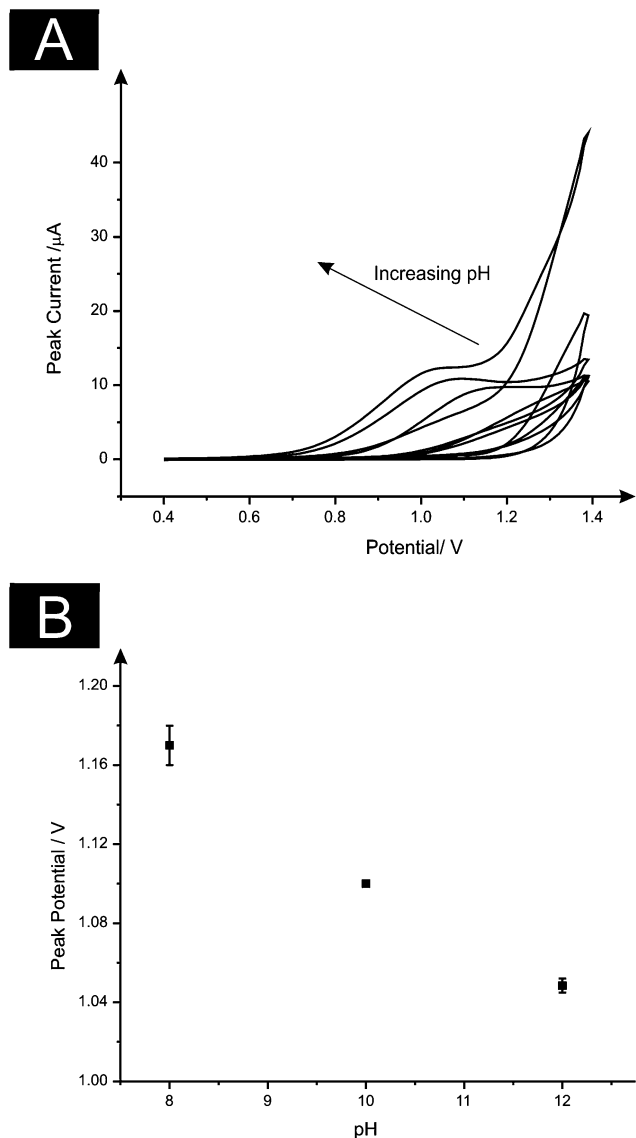 A
40
30
20
10
0
Peak Current /µA
Increasing pH
0.4 0.6 0.8 1.0 1.2 1.4
Potential/ V
B
1.20
1.16
1.12
1.08
1.04
1.00
Peak Potential / V
8 9 10 11 12
pH